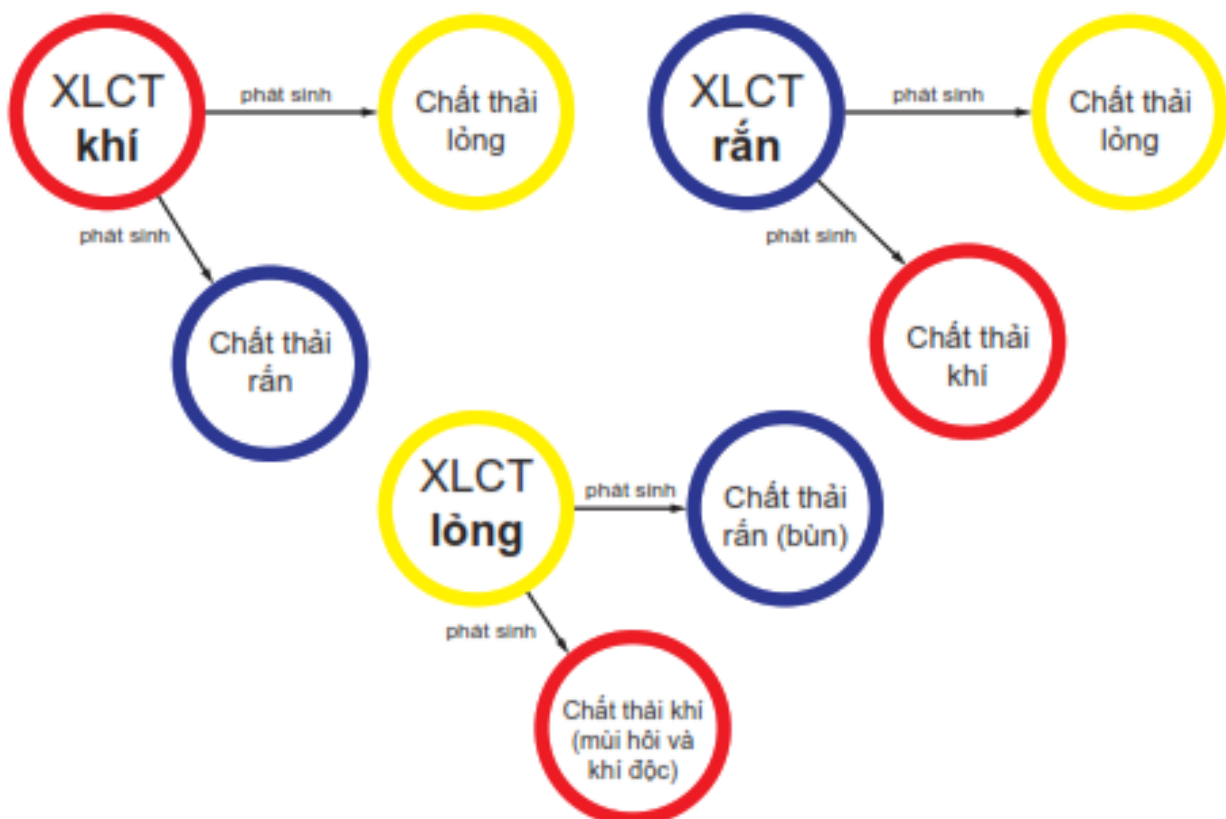 XLCT
khí
phát sinh
Chất thải
lỏng
phát sinh
Chất thải
rắn
XLCT
rắn
phát sinh
Chất thải
lỏng
phát sinh
Chất thải
khí
XLCT
lỏng
phát sinh
Chất thải
rắn (bùn)
phát sinh
Chất thải khí
(mùi hôi và
khí độc)